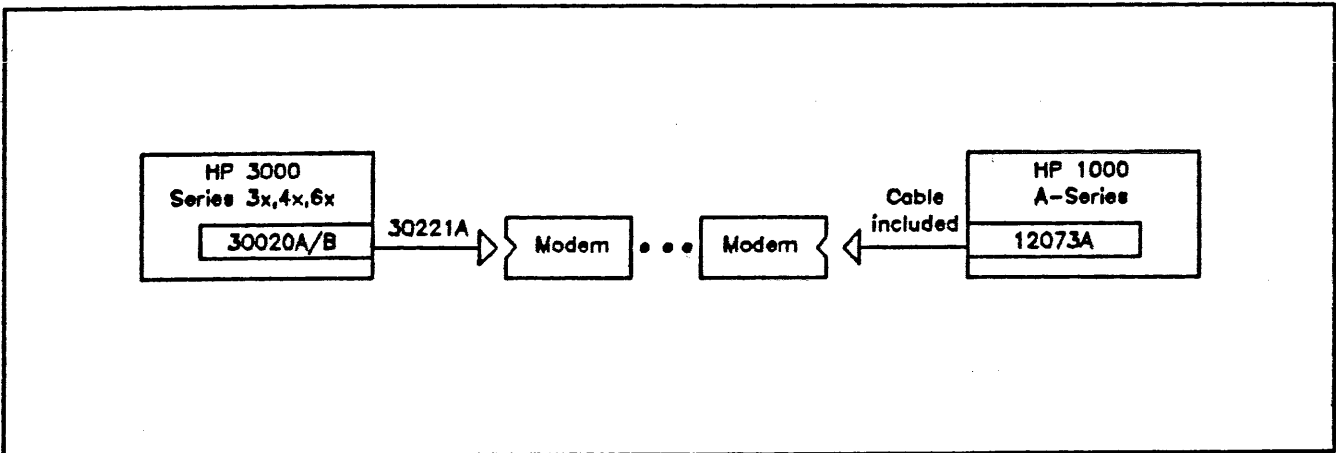 HP 3000
Series 3x,4x,6x
30020A/B
30221A
Modem
Modem
Cable
included
HP 1000
A-Series
12073A